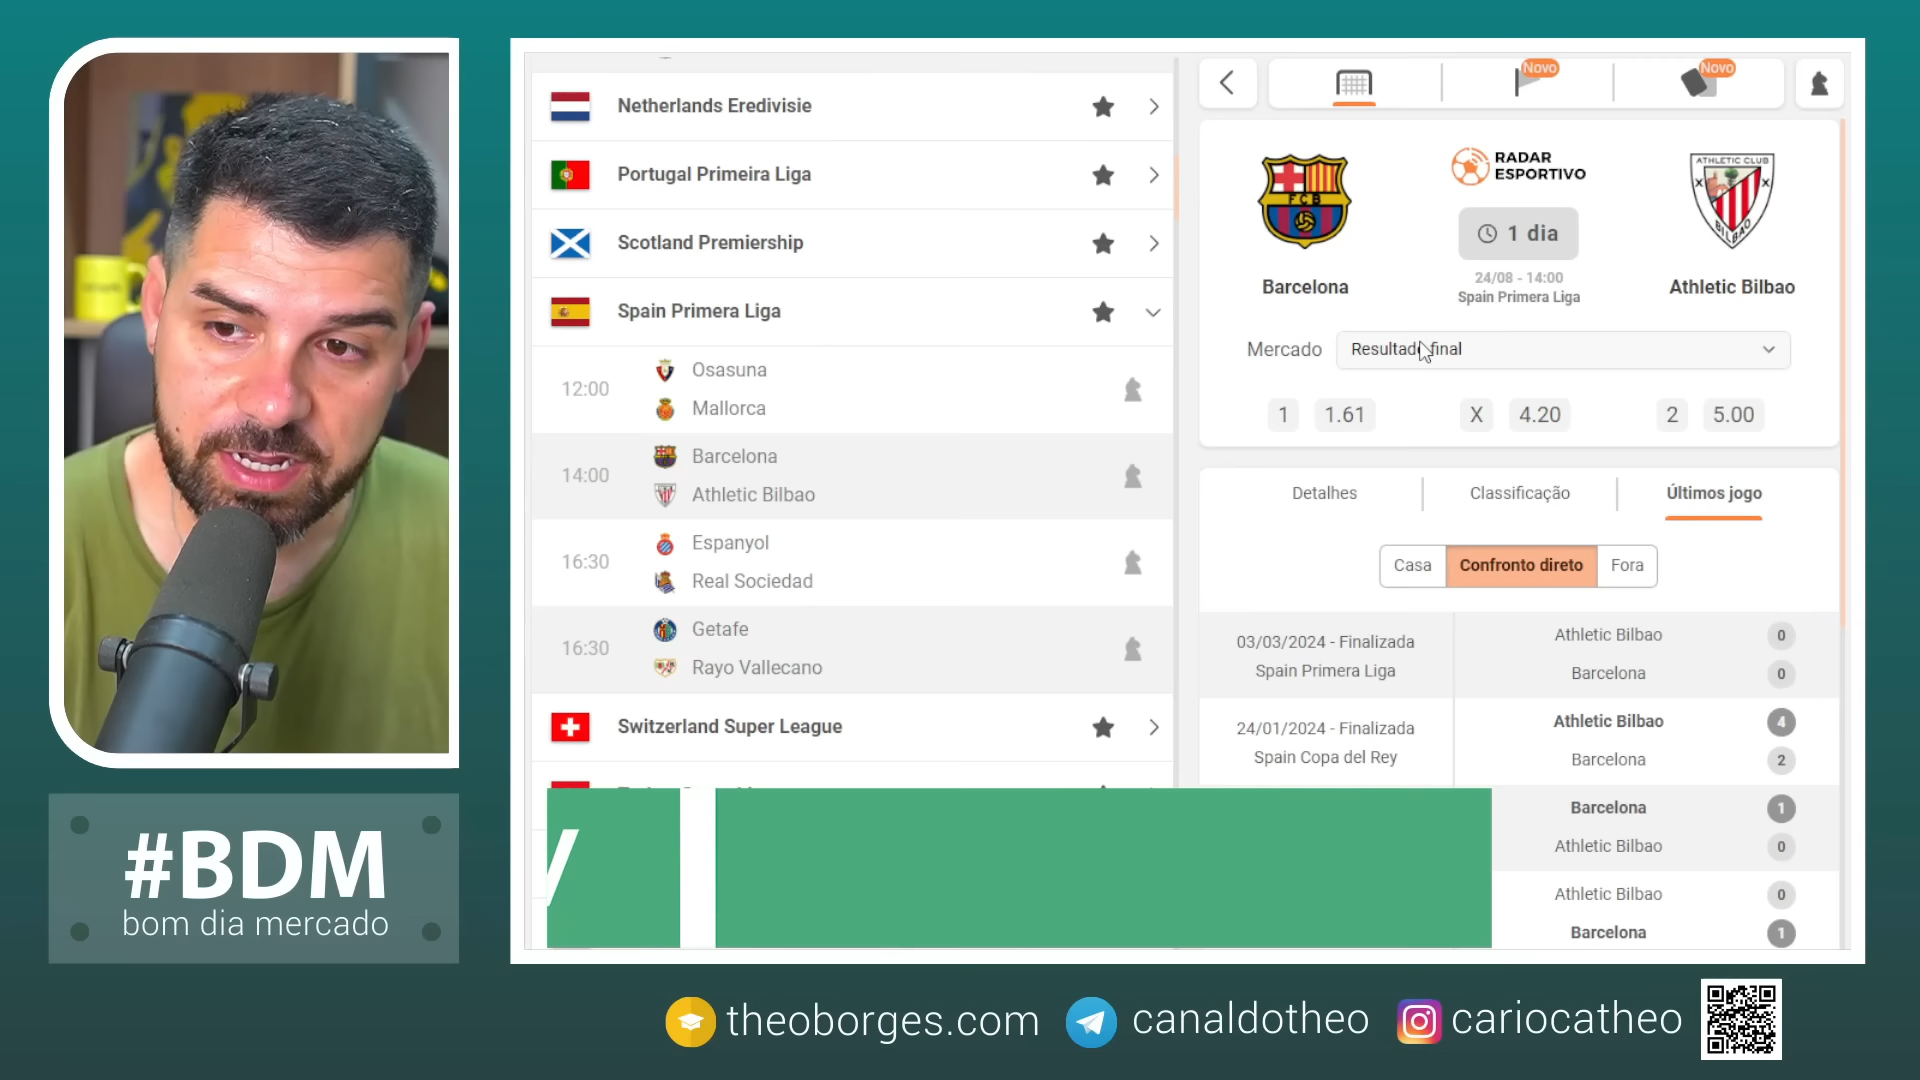 #BDM
bom dia mercado
Netherlands Eredivisie
Portugal Primeira Liga
Scotland Premiership
Spain Primera Liga
12:00
Osasuna
Mallorca
14:00
Barcelona
Athletic Bilbao
16:30
Espanyol
Real Sociedad
16:30
Getafe
Rayo Vallecano
Switzerland Super League
Novo
Novo
RADAR
ESPORTIVO
FCB
ATHLETIC CLUB
BILBAO
1 dia
24/08 - 14:00
Spain Primera Liga
Barcelona
Athletic Bilbao
Mercado
Resultado final
1 1.61 X 4.20 2 5.00
Detalhes
Classificação
Últimos jogo
Casa
Confronto direto
Fora
03/03/2024 - Finalizada
Spain Primera Liga
Athletic Bilbao 0
Barcelona 0
24/01/2024 - Finalizada
Spain Copa del Rey
Athletic Bilbao 4
Barcelona 2
Barcelona 1
Athletic Bilbao 0
Athletic Bilbao 0
Barcelona 1
theoborges.com
canaldotheo
cariocatheo